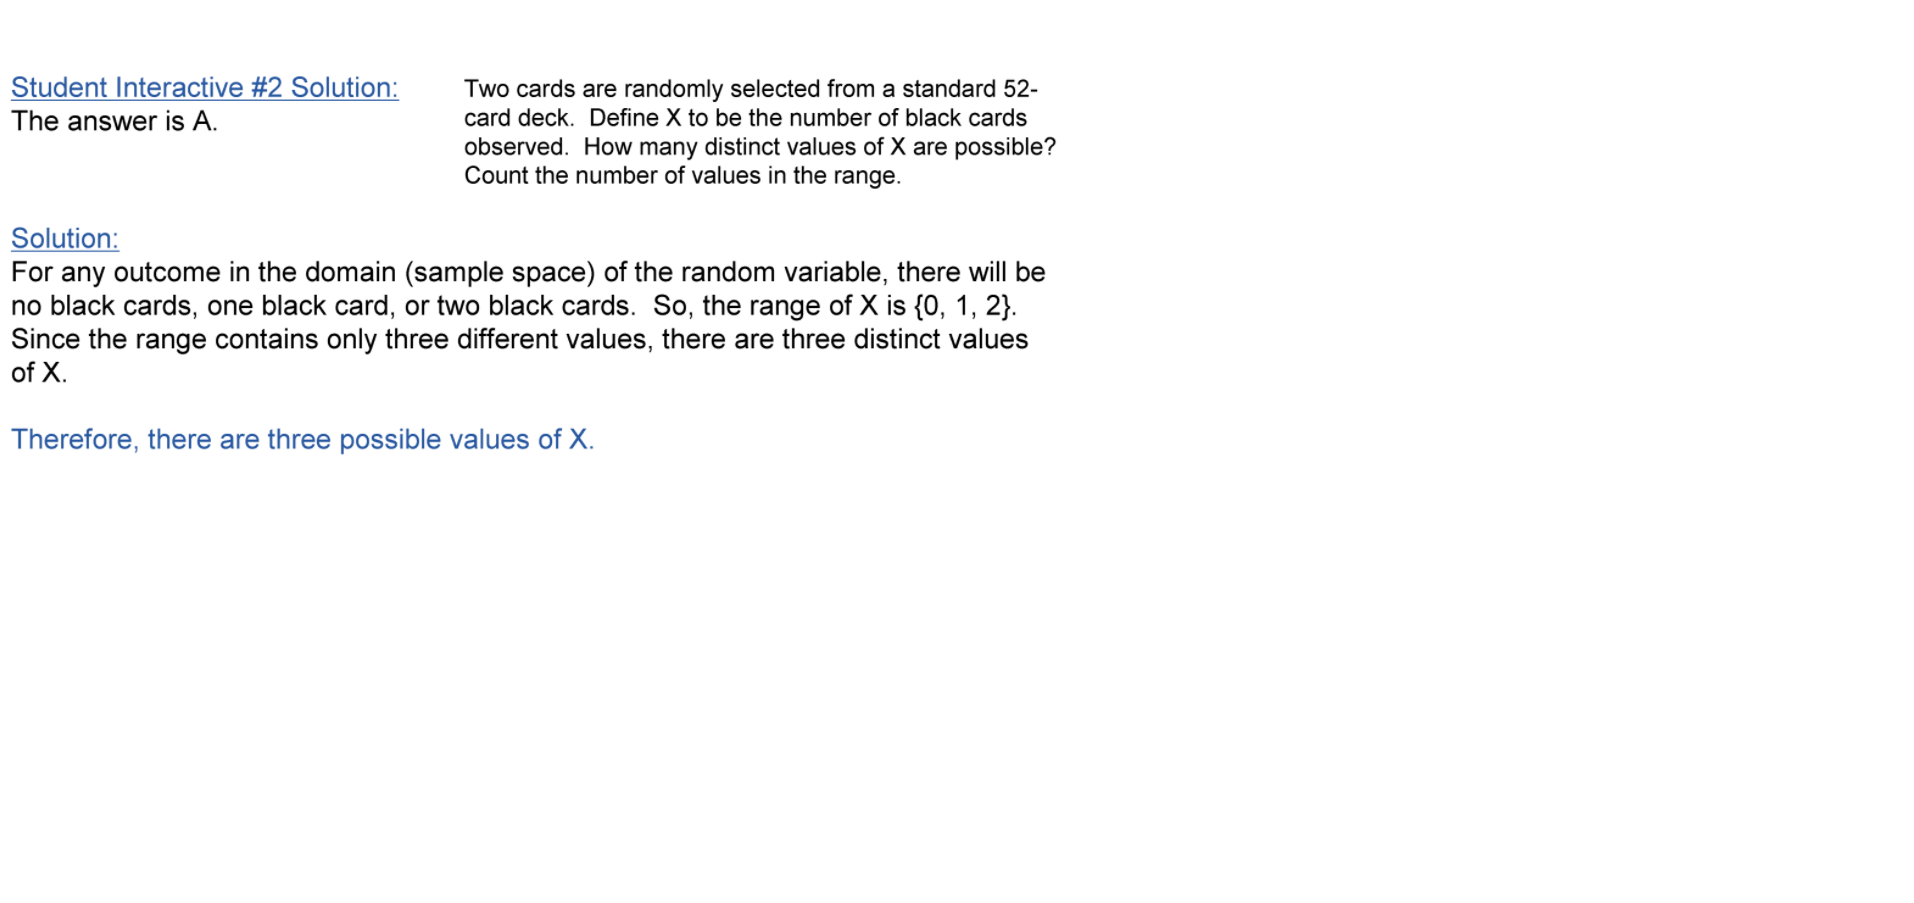 Student Interactive #2 Solution:
The answer is A.
Two cards are randomly selected from a standard 52-
card deck.  Define X to be the number of black cards
observed.  How many distinct values of X are possible?
Count the number of values in the range.
Solution:
For any outcome in the domain (sample space) of the random variable, there will be
no black cards, one black card, or two black cards.  So, the range of X is {0, 1, 2}.
Since the range contains only three different values, there are three distinct values
of X.
Therefore, there are three possible values of X.